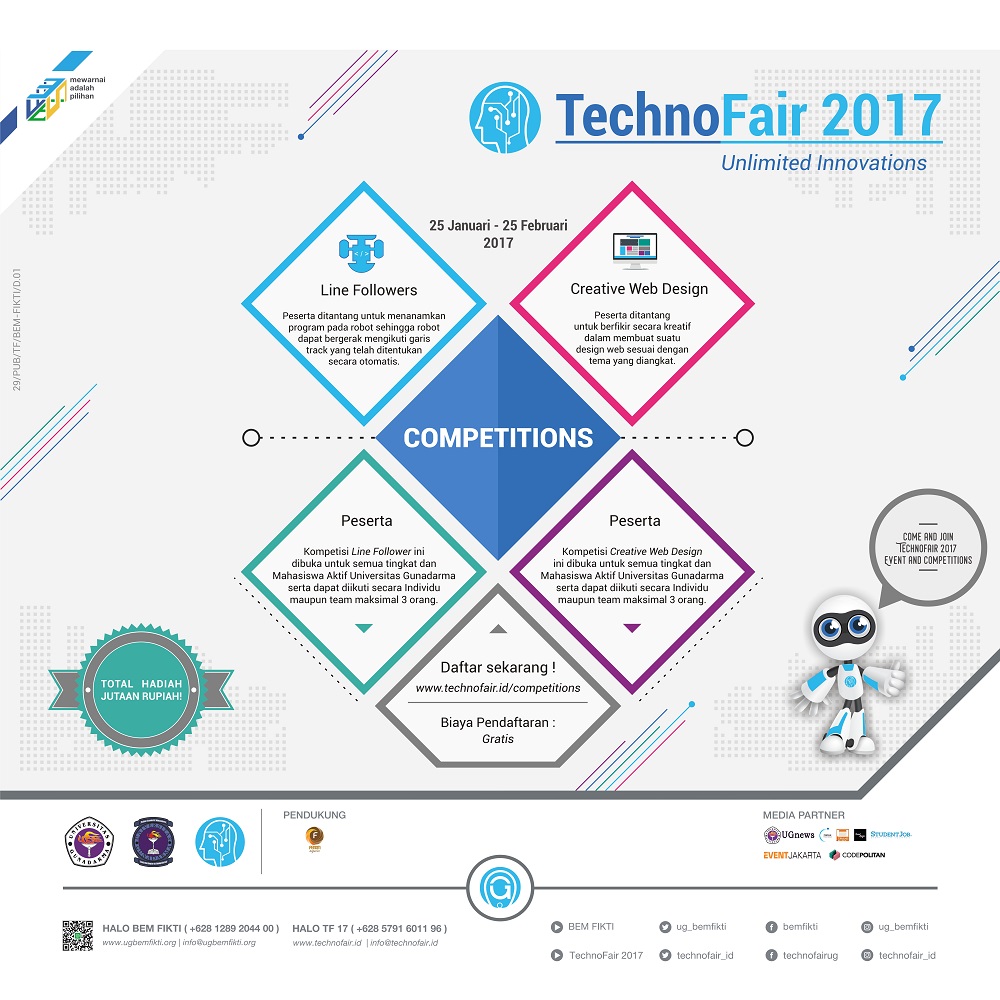 mewarnai
adalah
pilihan
TechnoFair 2017
Unlimited Innovations
25 Januari - 25 Februari
2017
Line Followers
Peserta ditantang untuk menanamkan
program pada robot sehingga robot
dapat bergerak mengikuti garis
track yang telah ditentukan
secara otomatis.
Creative Web Design
Peserta ditantang
untuk berfikir secara kreatif
dalam membuat suatu
design web sesuai dengan
tema yang diangkat.
29/PUB/TF/BEM-FIKTI/D.01
COMPETITIONS
Peserta
Kompetisi Line Follower ini
dibuka untuk semua tingkat dan
Mahasiswa Aktif Universitas Gunadarma
serta dapat diikuti secara Individu
maupun team maksimal 3 orang.
Peserta
Kompetisi Creative Web Design
ini dibuka untuk semua tingkat dan
Mahasiswa Aktif Universitas Gunadarma
serta dapat diikuti secara Individu
maupun team maksimal 3 orang.
COME AND JOIN
TECHNOFAIR 2017
EVENT AND COMPETITIONS
TOTAL HADIAH
JUTAAN RUPIAH!
Daftar sekarang !
www.technofair.id/competitions
Biaya Pendaftaran :
Gratis
UNIVERSITAS
GUNADARMA
PENDUKUNG
MEDIA PARTNER
UGnews
STUDENTJOB
EVENTJAKARTA
CODEPOLITAN
HALO BEM FIKTI ( +628 1289 2044 00 )
www.ugbemfikti.org | info@ugbemfikti.org
HALO TF 17 ( +628 5791 6011 96 )
www.technofair.id | info@technofair.id
BEM FIKTI
ug_bemfikti
bemfikti
ug_bemfikti
TechnoFair 2017
technofair_id
technofairug
technofair_id